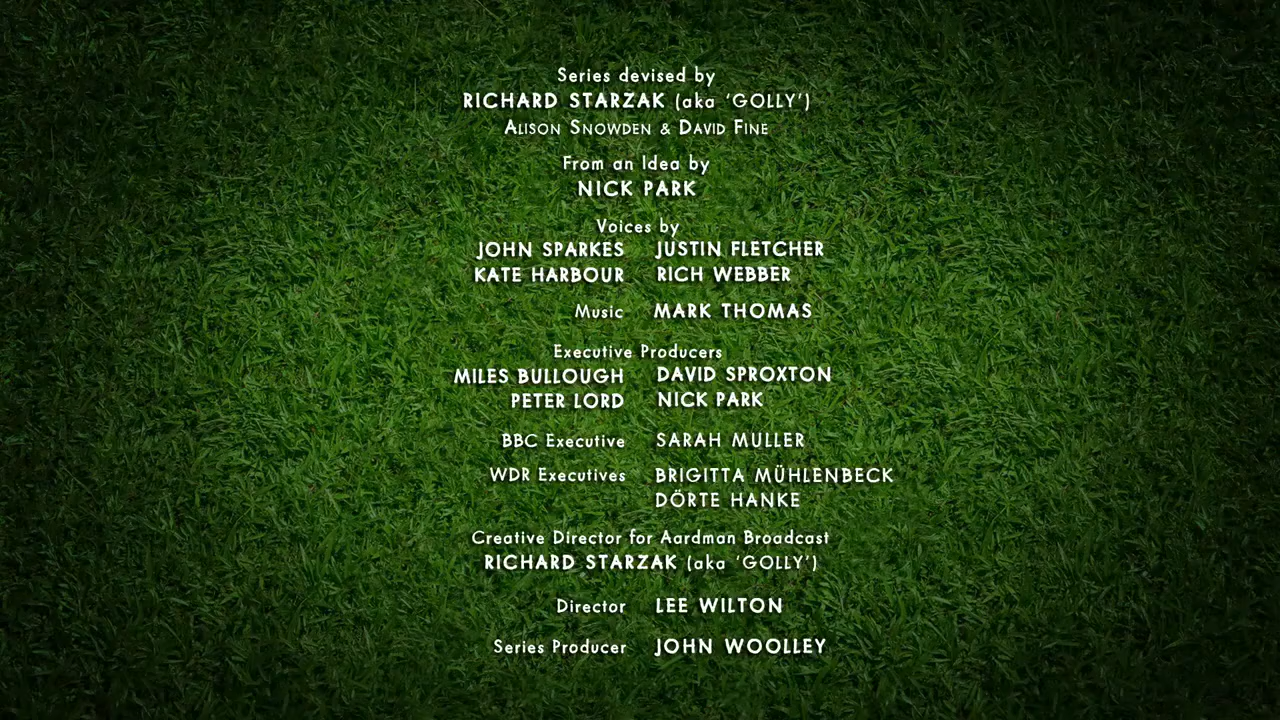 Series devised by
RICHARD STARZAK (aka ‘GOLLY’)
ALISON SNOWDEN & DAVID FINE
From an Idea by
NICK PARK
Voices by
JOHN SPARKES JUSTIN FLETCHER
KATE HARBOUR RICH WEBBER
Music MARK THOMAS
Executive Producers
MILES BULLOUGH DAVID SPROXTON
PETER LORD NICK PARK
BBC Executive SARAH MULLER
WDR Executives BRIGITTA MÜHLENBECK
DÖRTE HANKE
Creative Director for Aardman Broadcast
RICHARD STARZAK (aka ‘GOLLY’)
Director LEE WILTON
Series Producer JOHN WOOLLEY